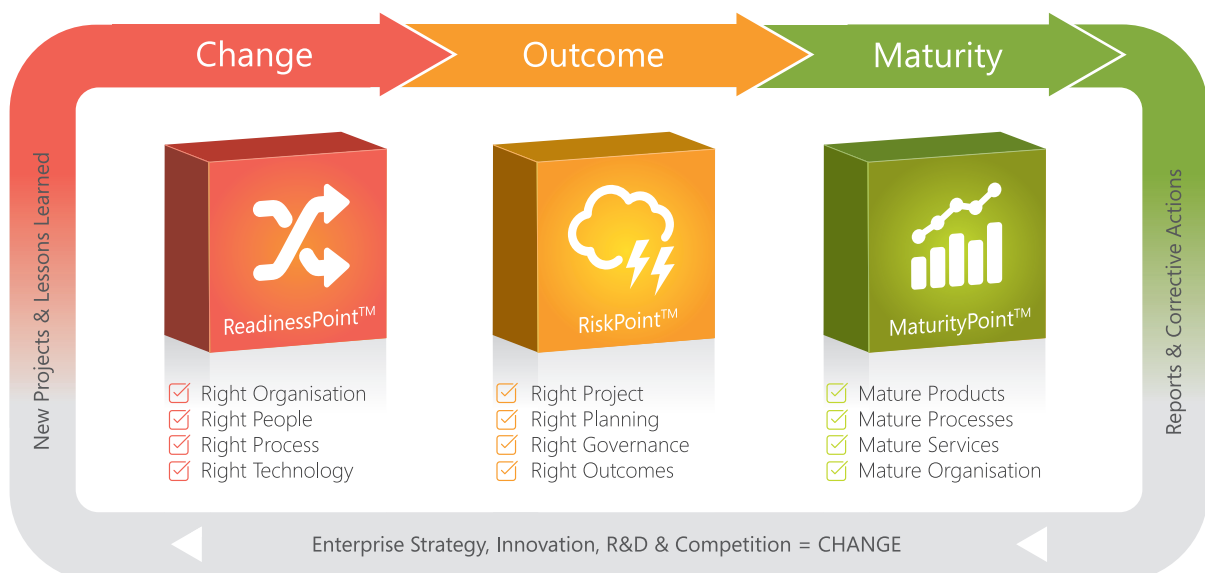 Change
Outcome
Maturity
New Projects & Lessons Learned
ReadinessPoint™
Right Organisation
Right People
Right Process
Right Technology
RiskPoint™
Right Project
Right Planning
Right Governance
Right Outcomes
MaturityPoint™
Mature Products
Mature Processes
Mature Services
Mature Organisation
Reports & Corrective Actions
Enterprise Strategy, Innovation, R&D & Competition = CHANGE